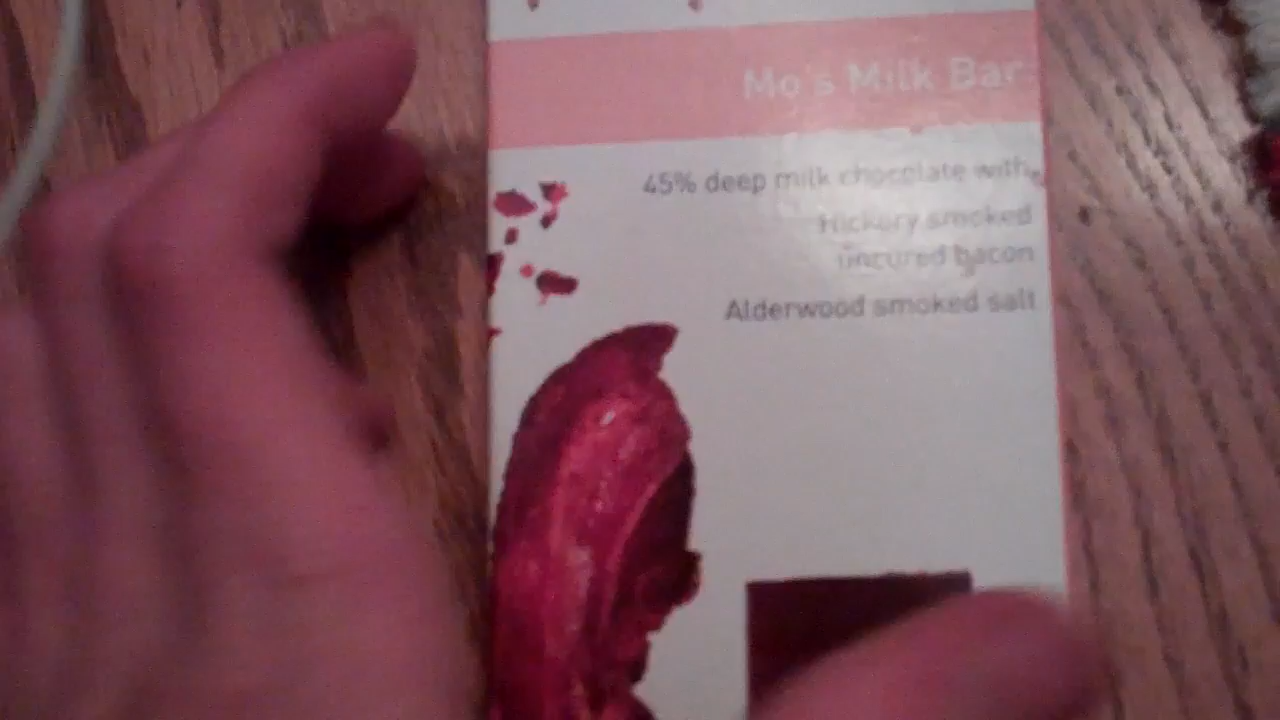 Mo's Milk Bar
45% deep milk chocolate with
Hickory smoked
uncured bacon
Alderwood smoked salt